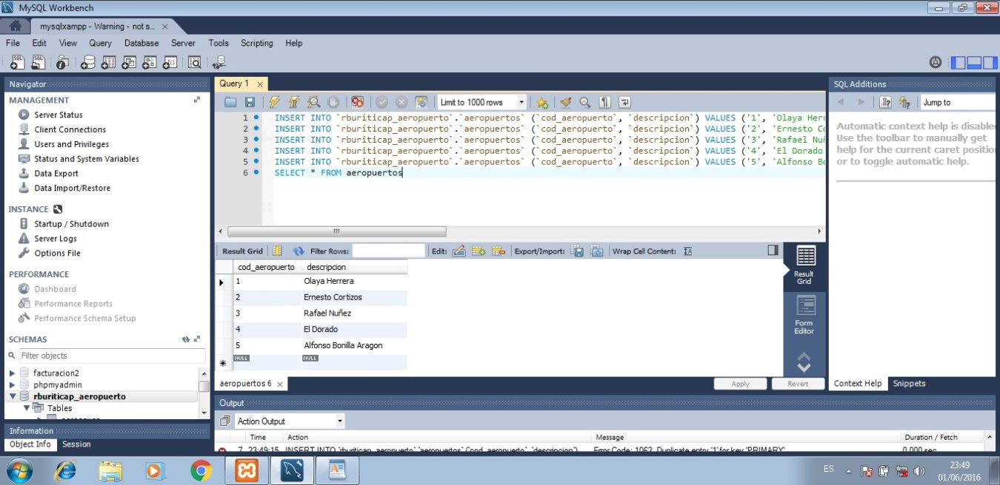 MySQL Workbench
mysqlxampp - Warning - not s...
File Edit View Query Database Server Tools Scripting Help
Navigator
MANAGEMENT
Server Status
Client Connections
Users and Privileges
Status and System Variables
Data Export
Data Import/Restore
INSTANCE
Startup / Shutdown
Server Logs
Options File
PERFORMANCE
Dashboard
Performance Reports
Performance Schema Setup
SCHEMAS
Filter objects
facturacion2
phpmyadmin
rburiticap_aeropuerto
Tables
Information
Object Info Session
Query 1
Limit to 1000 rows
1 INSERT INTO `rburiticap_aeropuerto`.`aeropuertos` (`cod_aeropuerto`, `descripcion`) VALUES ('1', 'Olaya Herr
2 INSERT INTO `rburiticap_aeropuerto`.`aeropuertos` (`cod_aeropuerto`, `descripcion`) VALUES ('2', 'Ernesto Co
3 INSERT INTO `rburiticap_aeropuerto`.`aeropuertos` (`cod_aeropuerto`, `descripcion`) VALUES ('3', 'Rafael Nuñ
4 INSERT INTO `rburiticap_aeropuerto`.`aeropuertos` (`cod_aeropuerto`, `descripcion`) VALUES ('4', 'El Dorado
5 INSERT INTO `rburiticap_aeropuerto`.`aeropuertos` (`cod_aeropuerto`, `descripcion`) VALUES ('5', 'Alfonso Bo
6 SELECT * FROM aeropuertos
Result Grid Filter Rows: Edit: Export/Import: Wrap Cell Content:
cod_aeropuerto descripcion
1 Olaya Herrera
2 Ernesto Cortizos
3 Rafael Nuñez
4 El Dorado
5 Alfonso Bonilla Aragon
NULL NULL
Result Grid
Form Editor
aeropuertos 6
Apply Revert
SQL Additions
Jump to
Automatic context help is disabled
Use the toolbar to manually get
help for the current caret position
or to toggle automatic help.
Context Help Snippets
Output
Action Output
Time Action Message Duration / Fetch
7 23:49:15 INSERT INTO `rburiticap_aeropuerto`.`aeropuertos` (`cod_aeropuerto`, `descripcion`) Error Code: 1062. Duplicate entry '1' for key 'PRIMARY' 0.000 sec
ES
23:49
01/06/2016